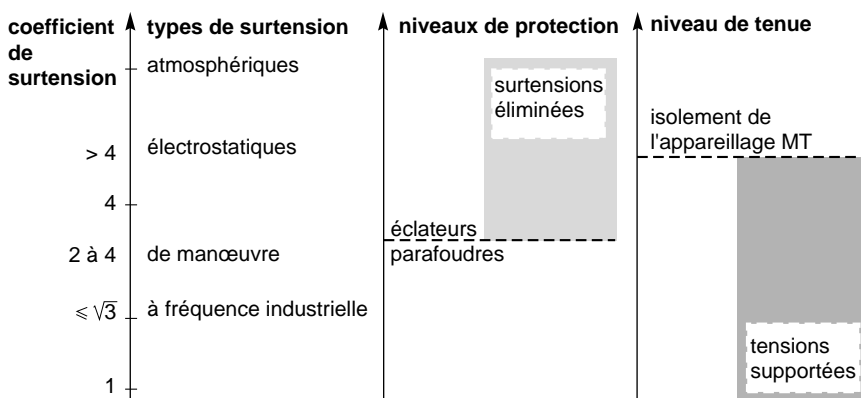 coefficient
de
surtension
types de surtension
niveaux de protection
niveau de tenue
atmosphériques
surtensions
éliminées
isolement de
l'appareillage MT
> 4
électrostatiques
4
éclateurs
2 à 4
de manœuvre
parafoudres
⩽ √3
à fréquence industrielle
tensions
supportées
1